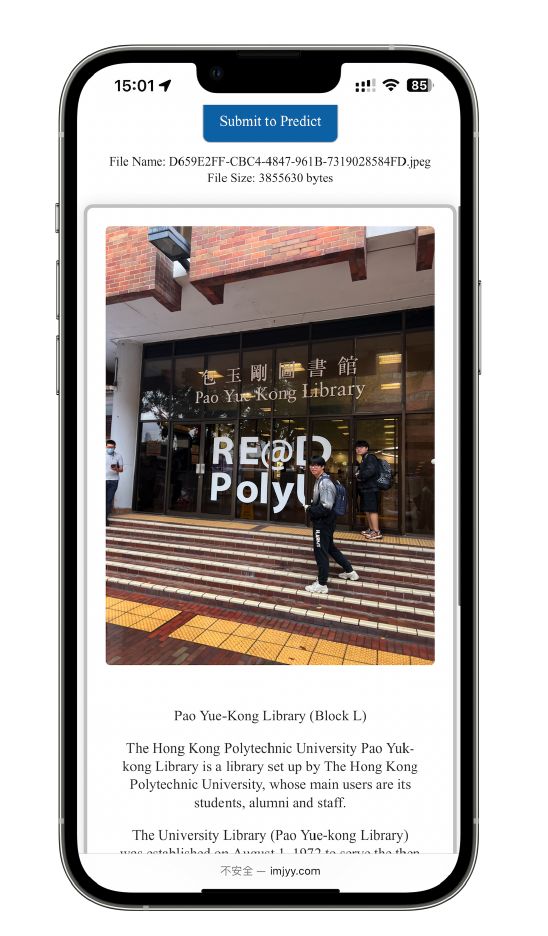 15:01
85
Submit to Predict
File Name: D659E2FF-CBC4-4847-961B-7319028584FD.jpeg
File Size: 3855630 bytes
包玉剛圖書館
Pao Yue-Kong Library
RE@D
PolyU
Pao Yue-Kong Library (Block L)
The Hong Kong Polytechnic University Pao Yuk-
kong Library is a library set up by The Hong Kong
Polytechnic University, whose main users are its
students, alumni and staff.
The University Library (Pao Yue-kong Library)
was established on August 1, 1972 to serve the then
不安全 — imjyy.com